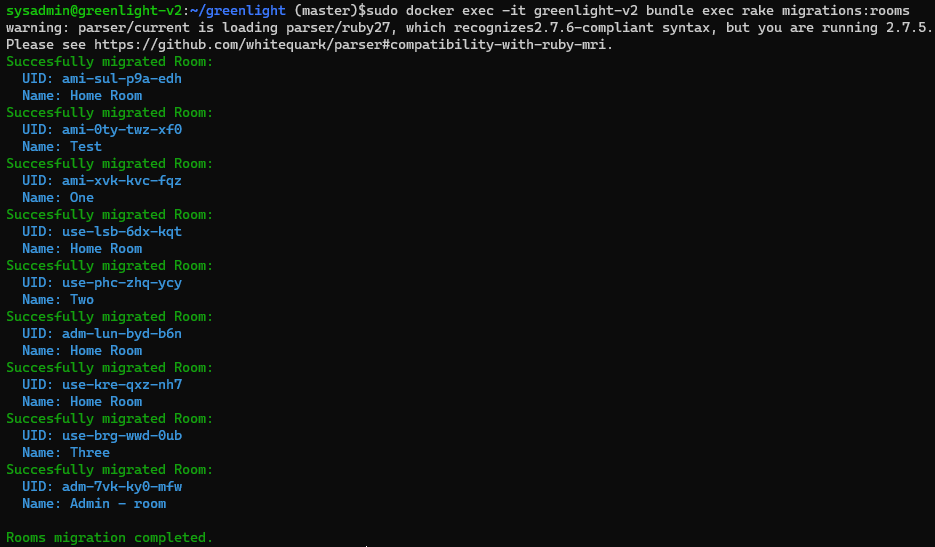 sysadmin@greenlight-v2:~/greenlight (master)$sudo docker exec -it greenlight-v2 bundle exec rake migrations:rooms
warning: parser/current is loading parser/ruby27, which recognizes2.7.6-compliant syntax, but you are running 2.7.5.
Please see https://github.com/whitequark/parser#compatibility-with-ruby-mri.
Succesfully migrated Room:
UID: ami-sul-p9a-edh
Name: Home Room
Succesfully migrated Room:
UID: ami-0ty-twz-xf0
Name: Test
Succesfully migrated Room:
UID: ami-xvk-kvc-fqz
Name: One
Succesfully migrated Room:
UID: use-lsb-6dx-kqt
Name: Home Room
Succesfully migrated Room:
UID: use-phc-zhq-ycy
Name: Two
Succesfully migrated Room:
UID: adm-lun-byd-b6n
Name: Home Room
Succesfully migrated Room:
UID: use-kre-qxz-nh7
Name: Home Room
Succesfully migrated Room:
UID: use-brg-wwd-0ub
Name: Three
Succesfully migrated Room:
UID: adm-7vk-ky0-mfw
Name: Admin - room
Rooms migration completed.